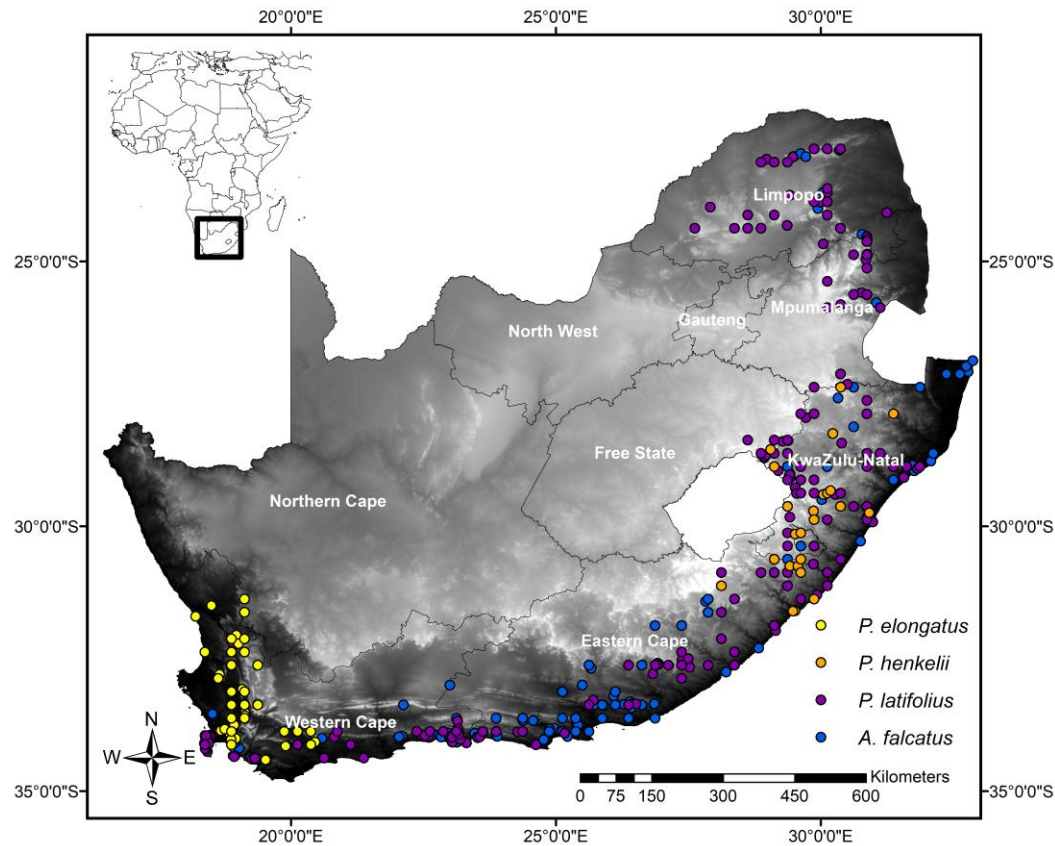 20°0'0"E 25°0'0"E 30°0'0"E
Limpopo
25°0'0"S 25°0'0"S
Mpumalanga
Gauteng
North West
Free State
KwaZulu-Natal
Northern Cape
30°0'0"S 30°0'0"S
P. elongatus
Eastern Cape
P. henkelii
P. latifolius
Western Cape
A. falcatus
N
W E
S
Kilometers
0 75 150 300 450 600
35°0'0"S 35°0'0"S
20°0'0"E 25°0'0"E 30°0'0"E